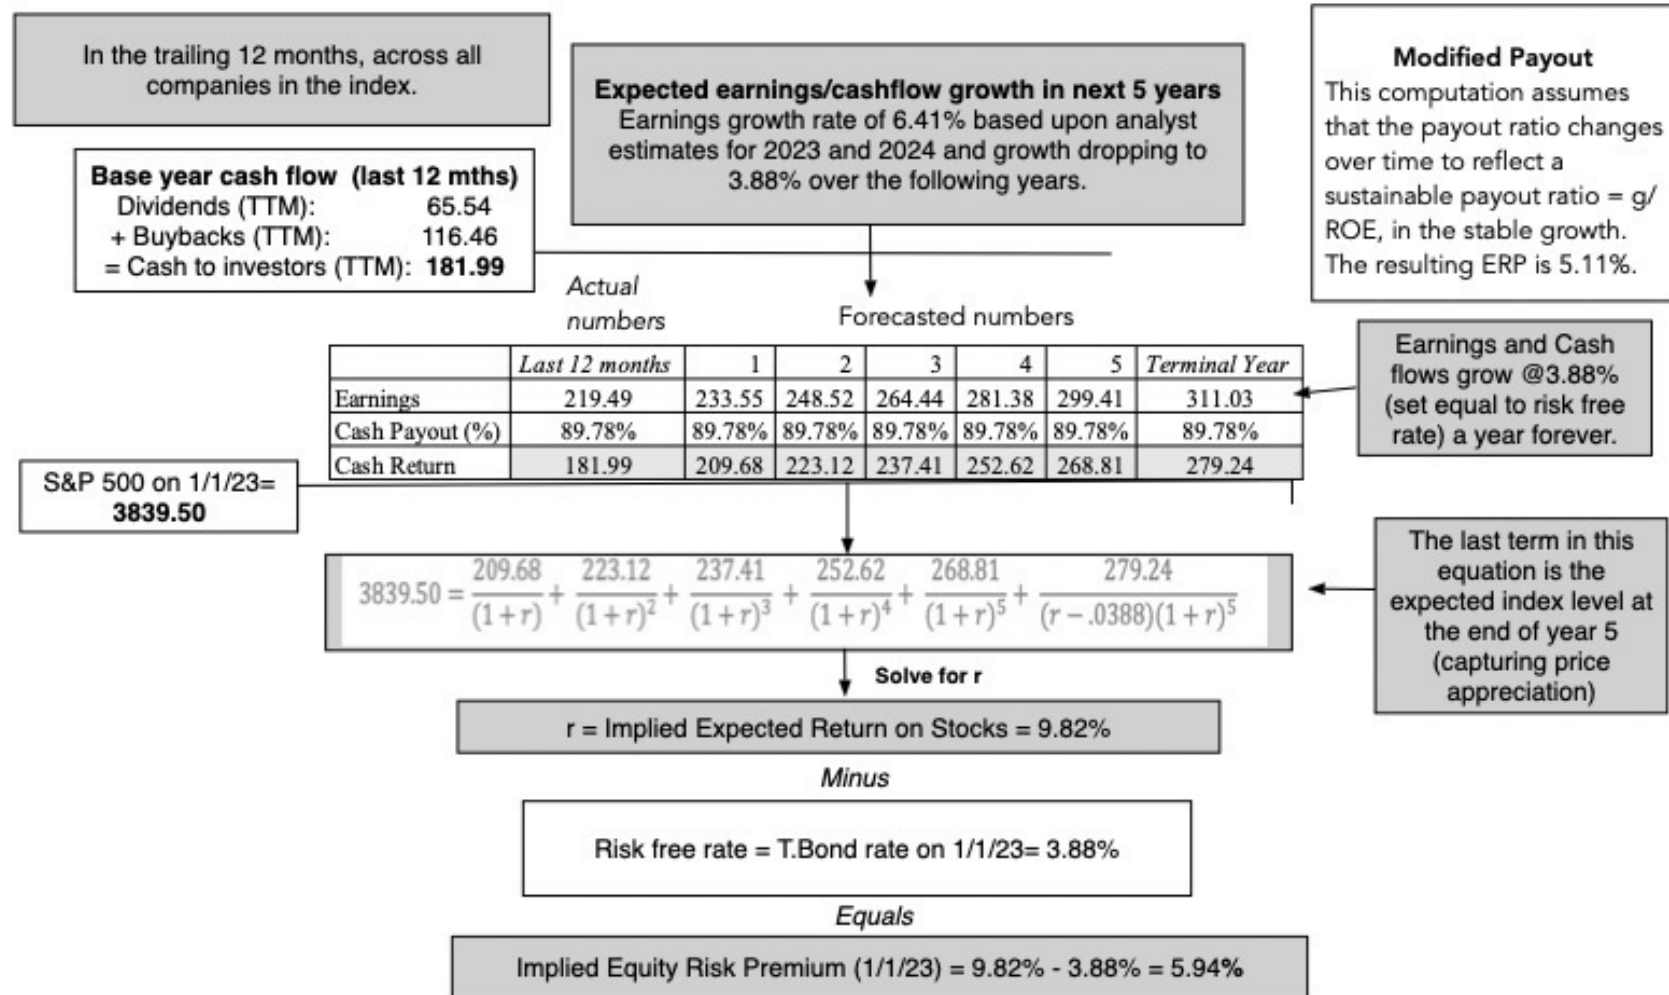 In the trailing 12 months, across all
companies in the index.
Expected earnings/cashflow growth in next 5 years
Earnings growth rate of 6.41% based upon analyst
estimates for 2023 and 2024 and growth dropping to
3.88% over the following years.
Modified Payout
This computation assumes
that the payout ratio changes
over time to reflect a
sustainable payout ratio = g/
ROE, in the stable growth.
The resulting ERP is 5.11%.
Base year cash flow (last 12 mths)
Dividends (TTM): 65.54
+ Buybacks (TTM): 116.46
= Cash to investors (TTM): 181.99
Actual
numbers
Forecasted numbers
Last 12 months 1 2 3 4 5 Terminal Year
Earnings 219.49 233.55 248.52 264.44 281.38 299.41 311.03
Cash Payout (%) 89.78% 89.78% 89.78% 89.78% 89.78% 89.78% 89.78%
Cash Return 181.99 209.68 223.12 237.41 252.62 268.81 279.24
Earnings and Cash
flows grow @3.88%
(set equal to risk free
rate) a year forever.
S&P 500 on 1/1/23=
3839.50
3839.50 = 209.68/(1+r) + 223.12/(1+r)² + 237.41/(1+r)³ + 252.62/(1+r)⁴ + 268.81/(1+r)⁵ + 279.24/(r−.0388)(1+r)⁵
The last term in this
equation is the
expected index level at
the end of year 5
(capturing price
appreciation)
Solve for r
r = Implied Expected Return on Stocks = 9.82%
Minus
Risk free rate = T.Bond rate on 1/1/23= 3.88%
Equals
Implied Equity Risk Premium (1/1/23) = 9.82% - 3.88% = 5.94%